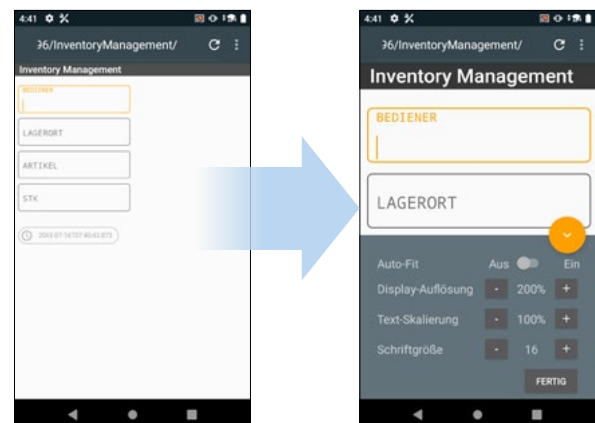 4:41
36/InventoryManagement/
Inventory Management
BEDIENER
LAGERORT
ARTIKEL
STK
4:41
36/InventoryManagement/
Inventory Management
BEDIENER
LAGERORT
Auto-Fit Aus Ein
Display-Auflösung - 200% +
Text-Skalierung - 100% +
Schriftgröße - 16 +
FERTIG